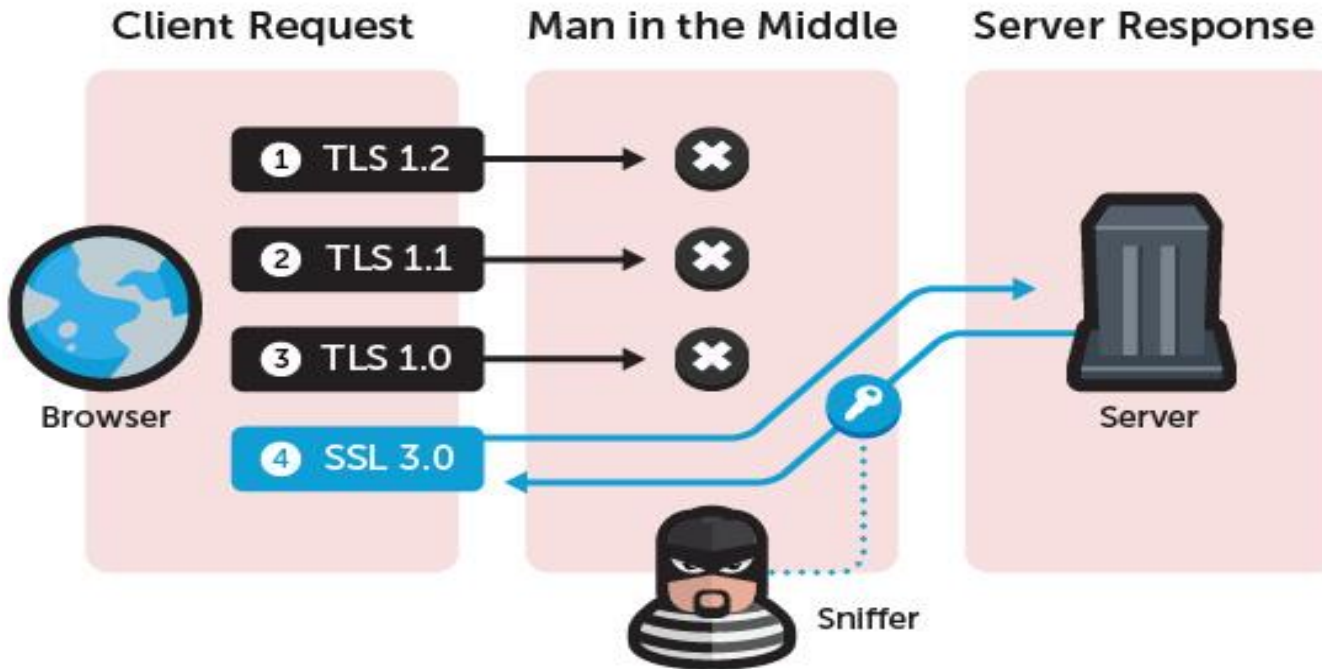 Client Request
Man in the Middle
Server Response
1 TLS 1.2
2 TLS 1.1
3 TLS 1.0
4 SSL 3.0
Browser
Server
Sniffer